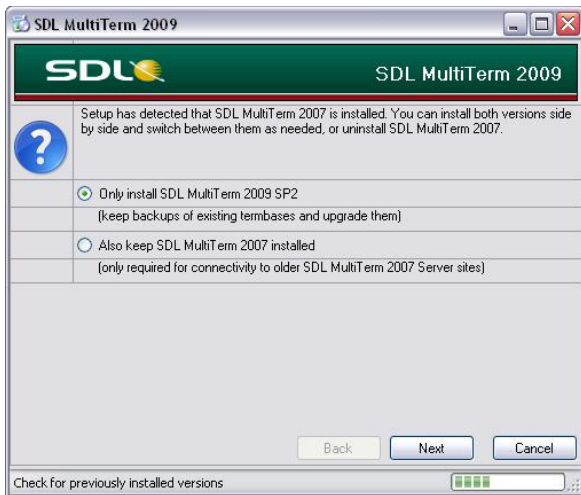 SDL MultiTerm 2009
SDL
SDL MultiTerm 2009
Setup has detected that SDL MultiTerm 2007 is installed. You can install both versions side
by side and switch between them as needed, or uninstall SDL MultiTerm 2007.
Only install SDL MultiTerm 2009 SP2
(keep backups of existing termbases and upgrade them)
Also keep SDL MultiTerm 2007 installed
(only required for connectivity to older SDL MultiTerm 2007 Server sites)
Back
Next
Cancel
Check for previously installed versions